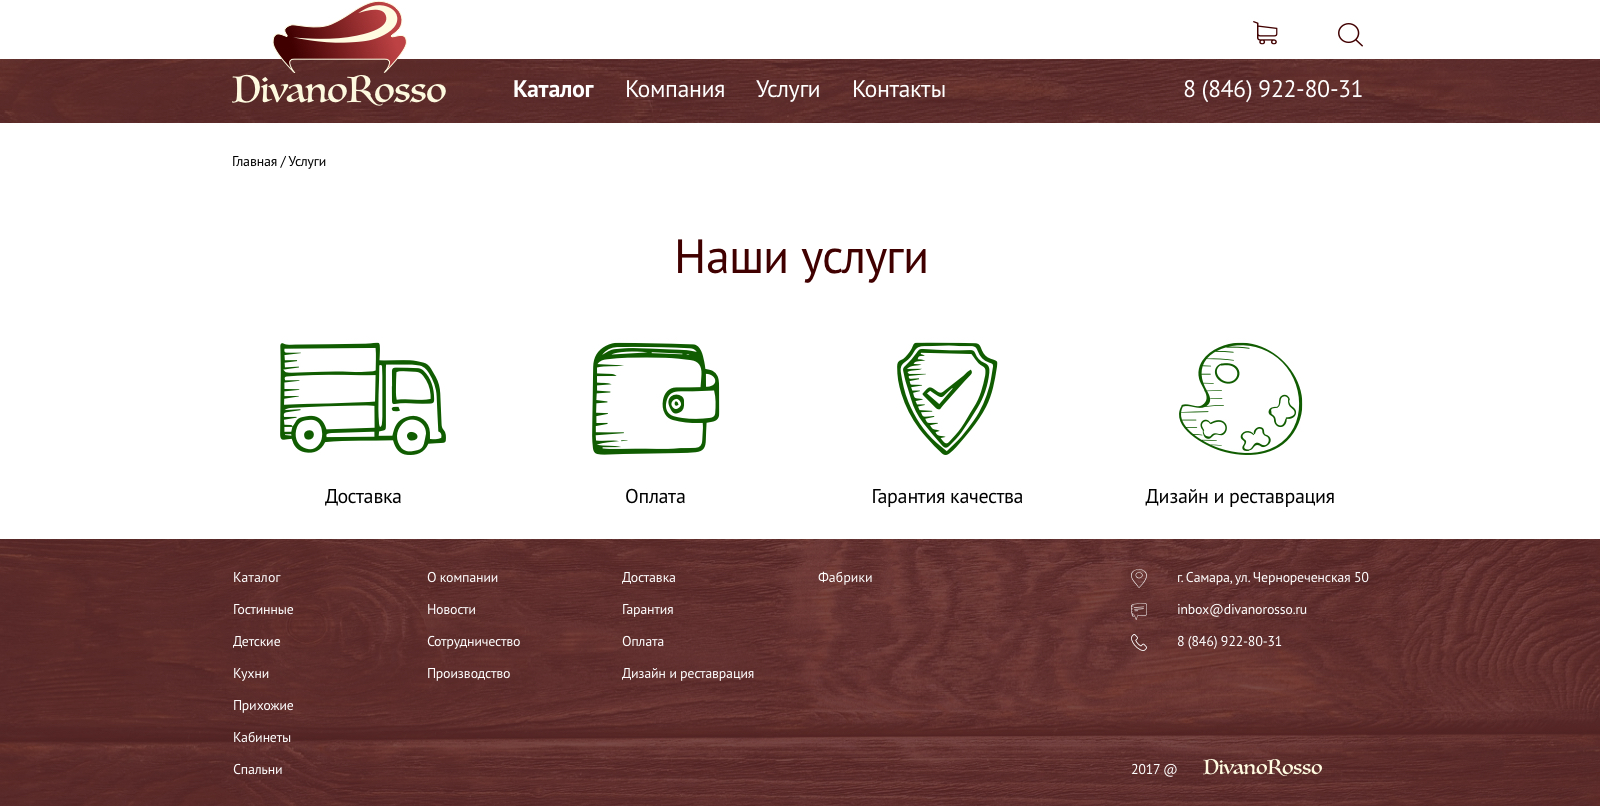 DivanoRosso
Каталог Компания Услуги Контакты 8 (846) 922-80-31
Главная / Услуги
Наши услуги
Доставка Оплата Гарантия качества Дизайн и реставрация
Каталог О компании Доставка Фабрики г. Самара, ул. Чернореченская 50
Гостинные Новости Гарантия inbox@divanorosso.ru
Детские Сотрудничество Оплата 8 (846) 922-80-31
Кухни Производство Дизайн и реставрация
Прихожие
Кабинеты
Спальни 2017 @ DivanoRosso